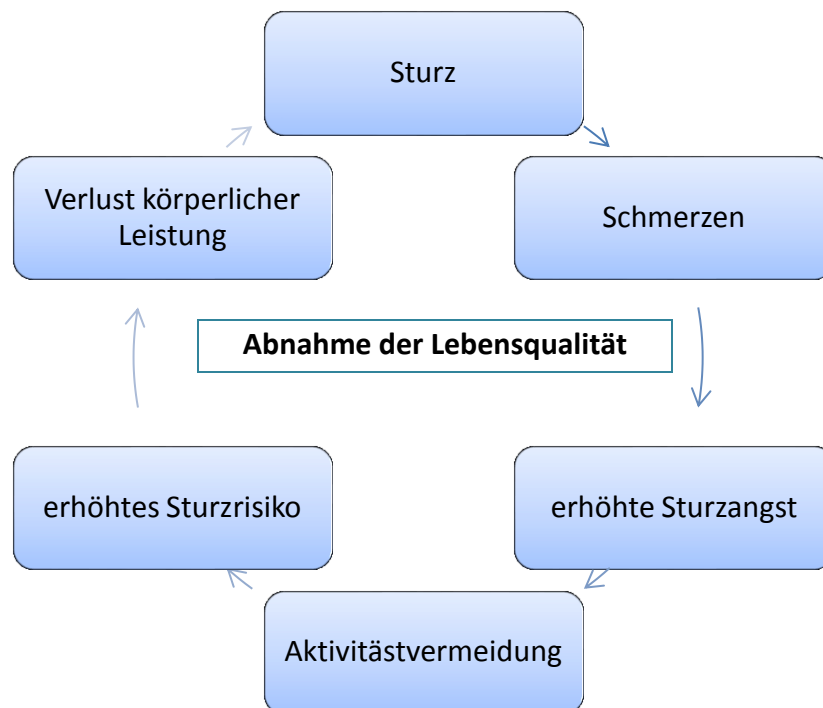 Sturz
Schmerzen
erhöhte Sturzangst
Aktivitästvermeidung
erhöhtes Sturzrisiko
Verlust körperlicher
Leistung
Abnahme der Lebensqualität